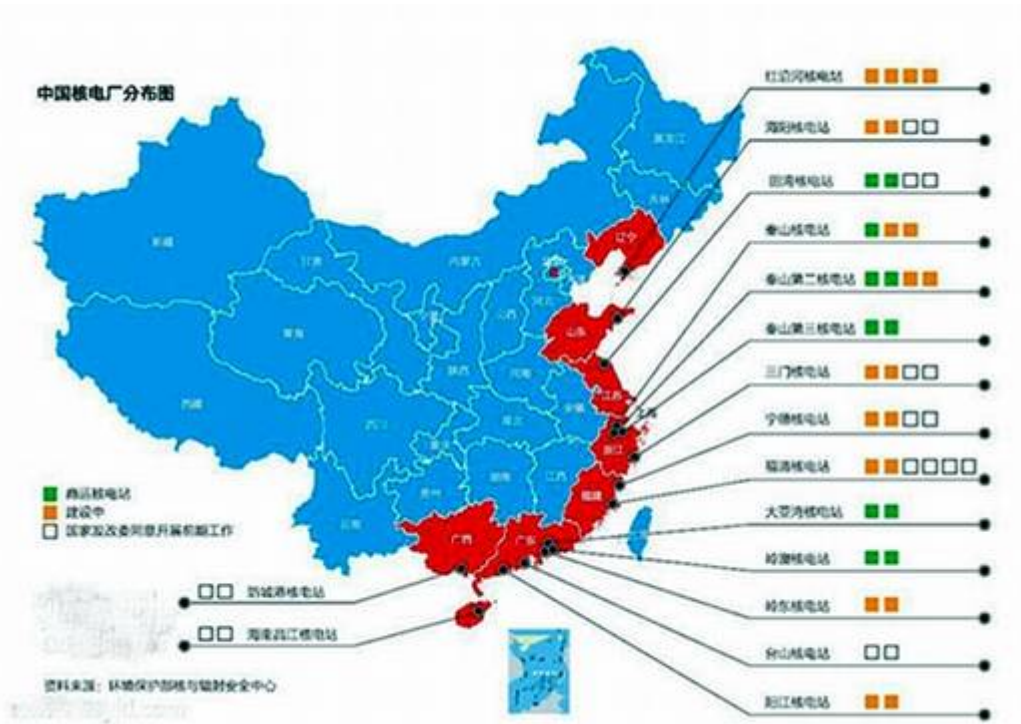 中国核电厂分布图
红沿河核电站
海阳核电站
田湾核电站
秦山核电站
秦山第二核电站
秦山第三核电站
三门核电站
宁德核电站
福清核电站
大亚湾核电站
岭澳核电站
岭东核电站
台山核电站
阳江核电站
防城港核电站
海南昌江核电站
黑龙江
吉林
辽宁
新疆
甘肃
内蒙古
河北
山西
山东
青海
陕西
河南
江苏
安徽
上海
西藏
四川
湖北
浙江
湖南
江西
贵州
福建
云南
广西
广东
商运核电站
建设中
国家发改委同意开展前期工作
资料来源：环境保护部核与辐射安全中心